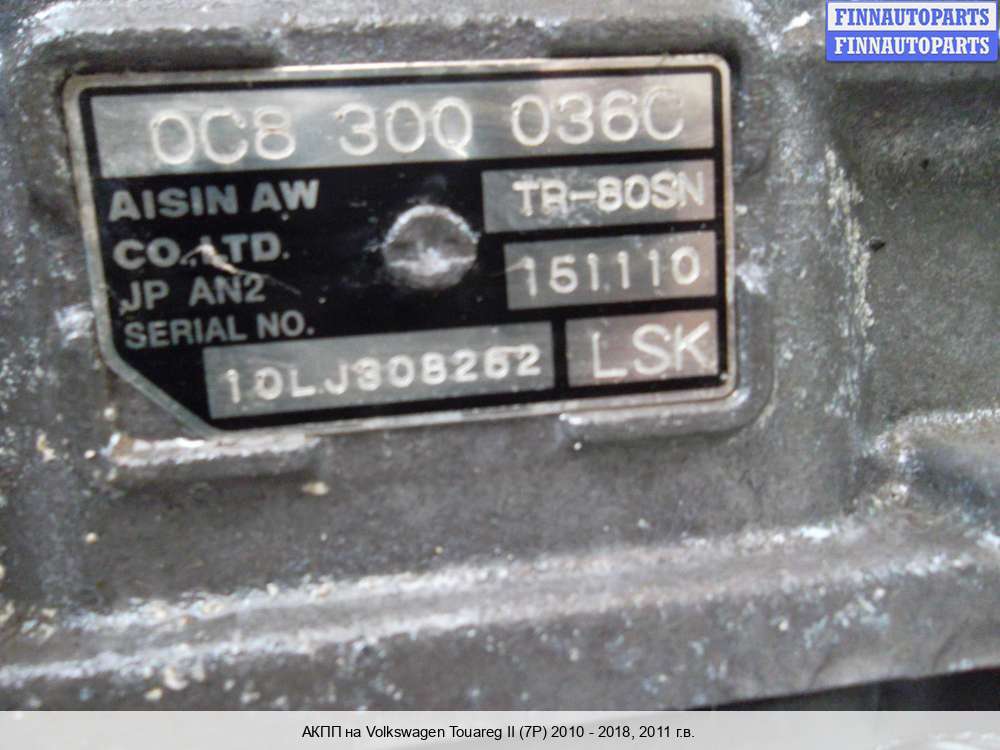 FINNAUTOPARTS
FINNAUTOPARTS
0C8 300 036C
AISIN AW TR-80SN
CO.,LTD. 151110
JP AN2
SERIAL NO. LSK
10LJ308262
АКПП на Volkswagen Touareg II (7P) 2010 - 2018, 2011 г.в.